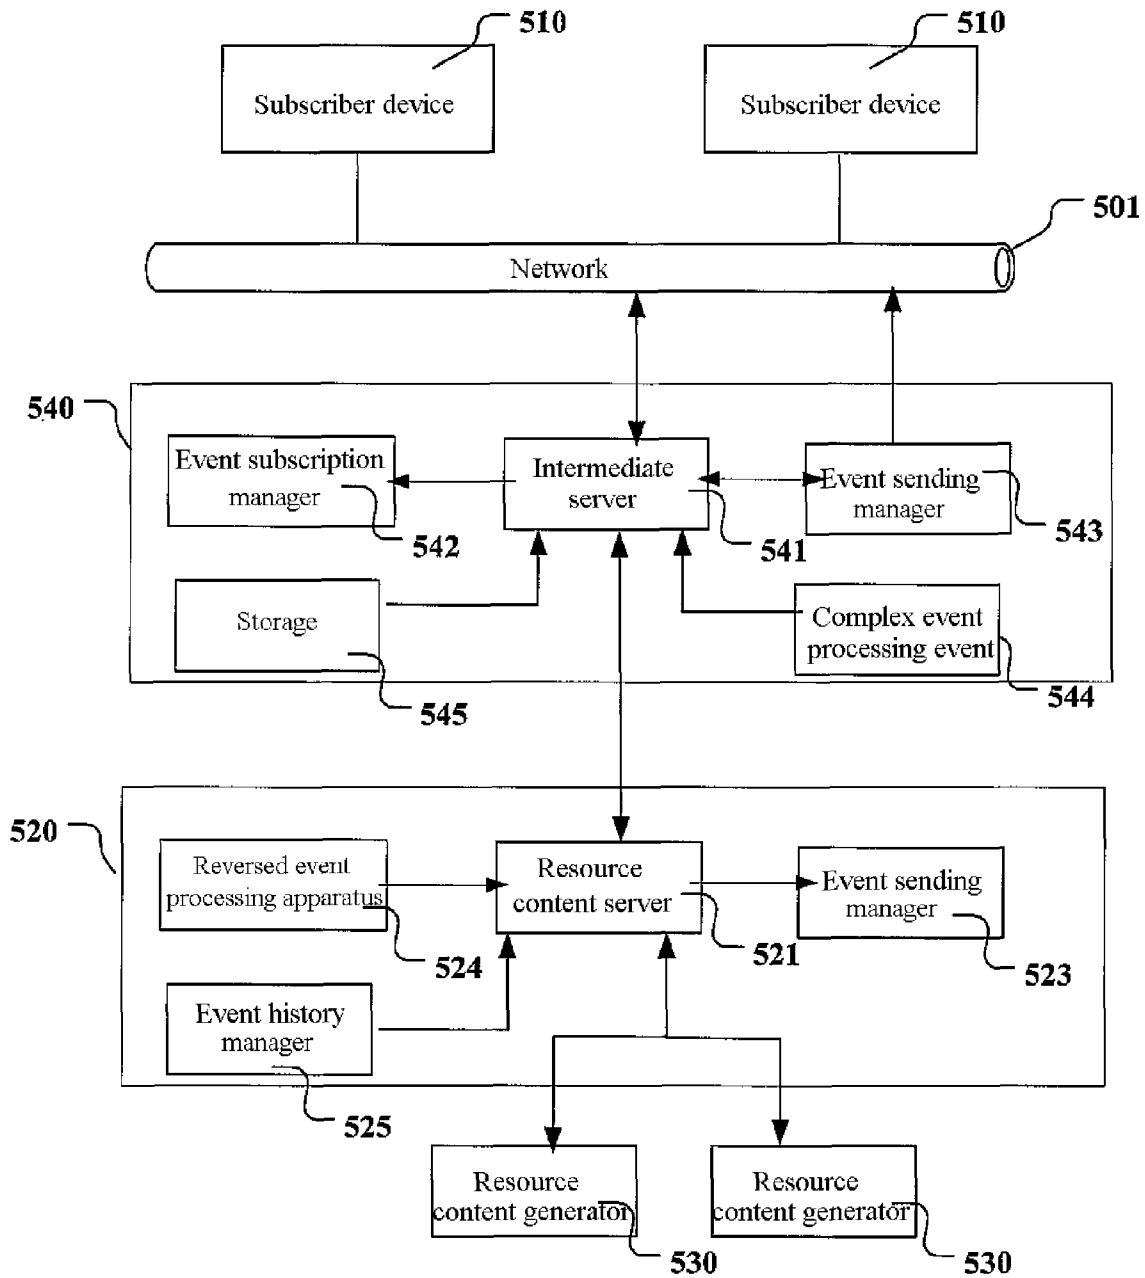 510
510
Subscriber device
Subscriber device
501
Network
540
Event subscription
manager
542
Intermediate
server
541
Event sending
manager
543
Storage
545
Complex event
processing event
544
520
Reversed event
processing apparatus
524
Resource
content server
521
Event sending
manager
523
Event history
manager
525
Resource
content generator
530
Resource
content generator
530